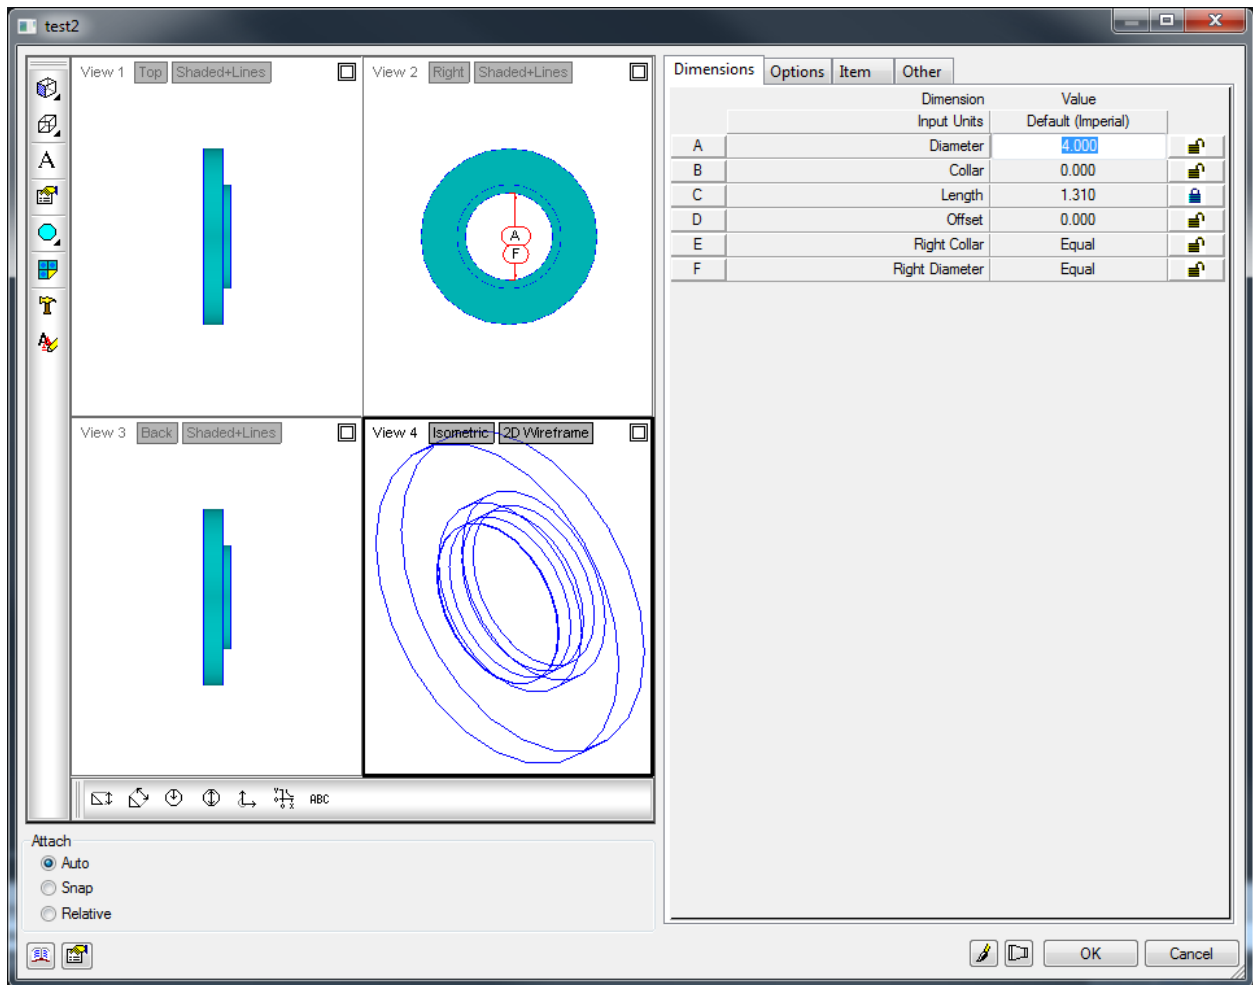 test2
View 1 Top Shaded+Lines
View 2 Right Shaded+Lines
A
F
View 3 Back Shaded+Lines
View 4 Isometric 2D Wireframe
A
ABC
Attach
Auto
Snap
Relative
Dimensions Options Item Other
Dimension Value
Input Units Default (Imperial)
A Diameter 4.000
B Collar 0.000
C Length 1.310
D Offset 0.000
E Right Collar Equal
F Right Diameter Equal
OK Cancel